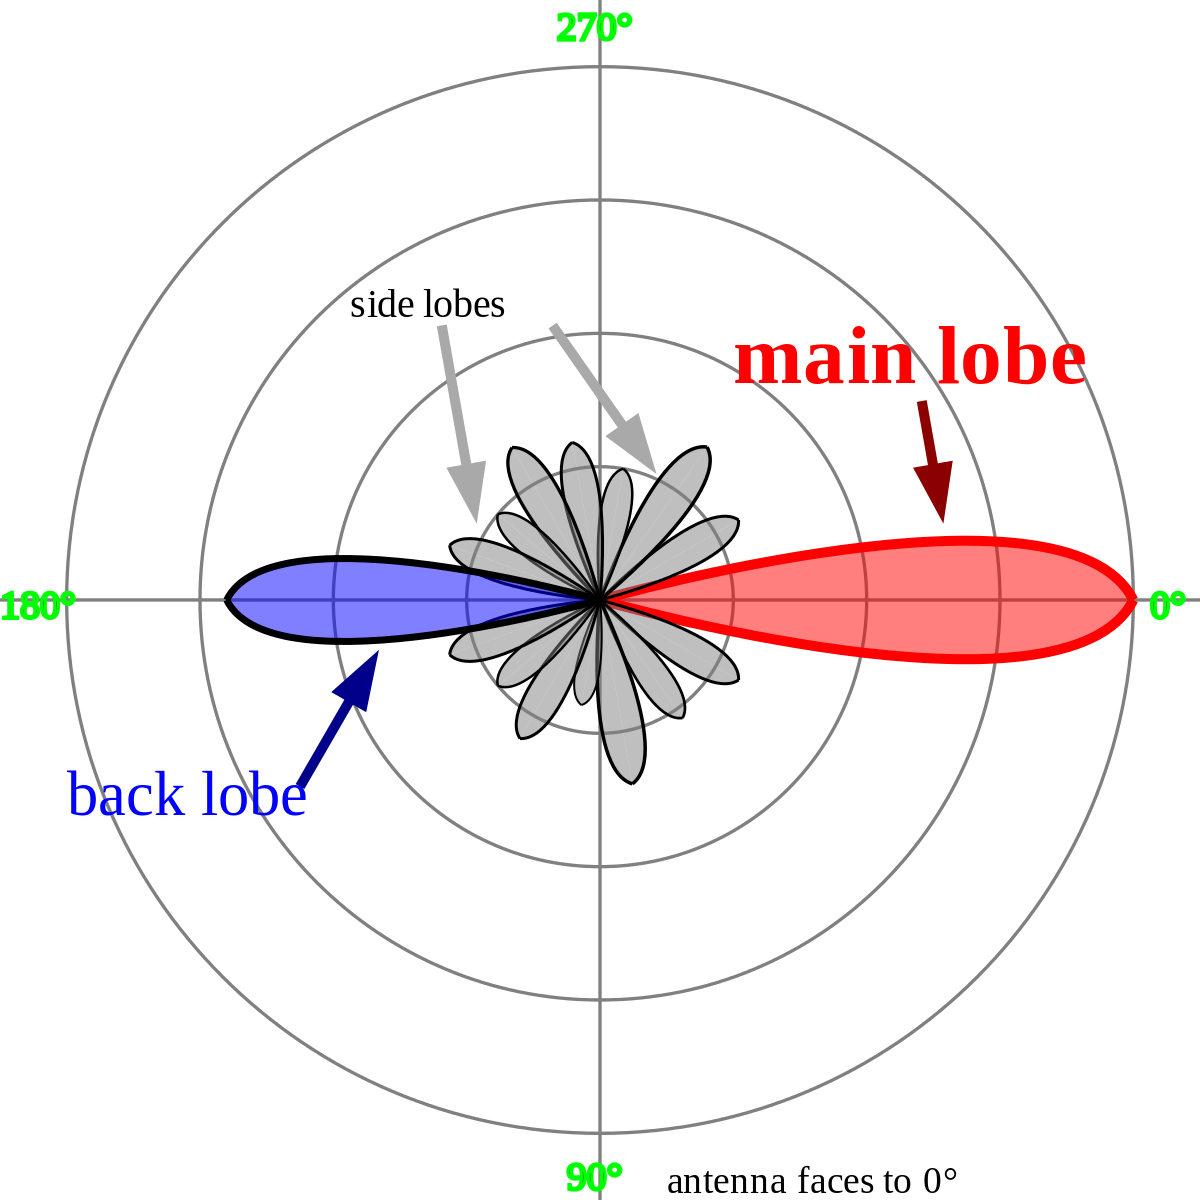 270°
side lobes
main lobe
180°
0°
back lobe
90°
antenna faces to 0°